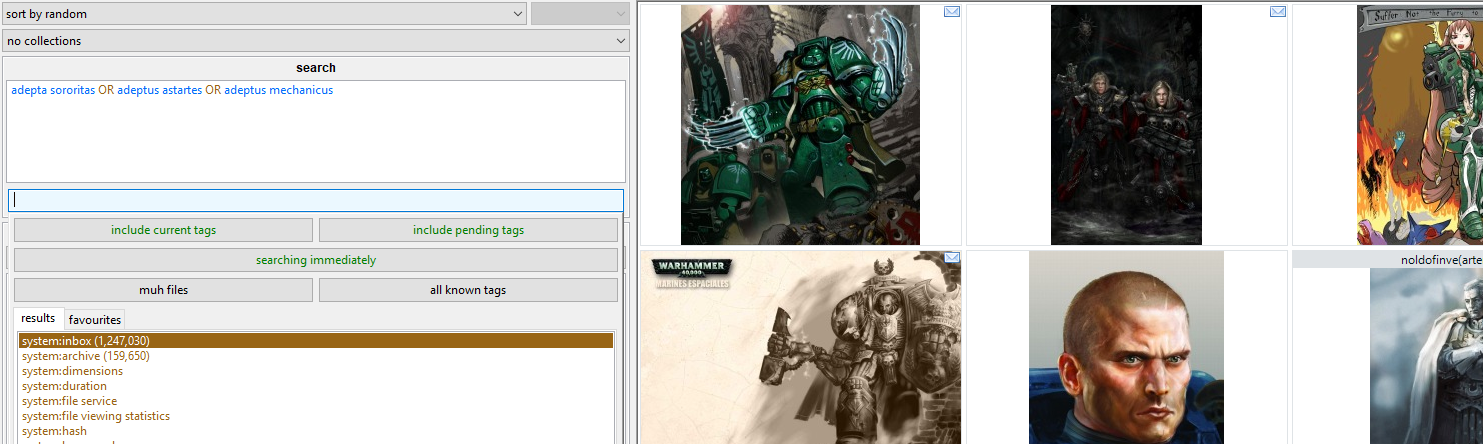 sort by random
no collections
search
adepta sororitas OR adeptus astartes OR adeptus mechanicus
include current tags
include pending tags
searching immediately
muh files
all known tags
results
favourites
system:inbox (1,247,030)
system:archive (159,650)
system:dimensions
system:duration
system:file service
system:file viewing statistics
system:hash
Suffer Not the
to
WARHAMMER
40,000
MARINES ESPACIALES
noldofinve(arte